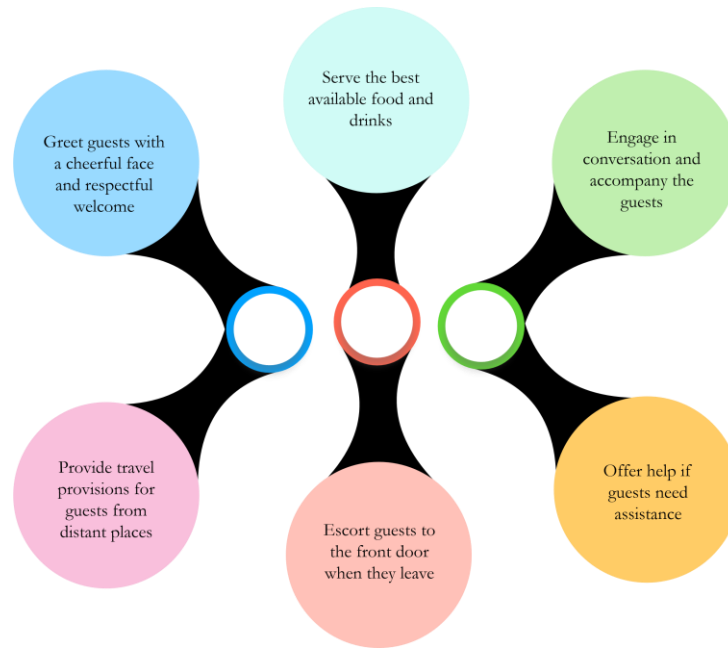 Greet guests with
a cheerful face
and respectful
welcome
Serve the best
available food and
drinks
Engage in
conversation and
accompany the
guests
Provide travel
provisions for
guests from
distant places
Escort guests to
the front door
when they leave
Offer help if
guests need
assistance